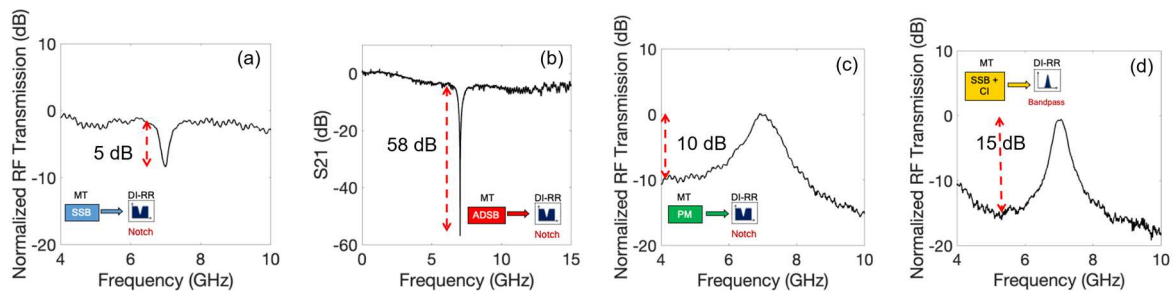 (a)
Normalized RF Transmission (dB)
10
0
-10
-20
5 dB
MT
DI-RR
SSB
Notch
4
6
8
10
Frequency (GHz)
(b)
S21 (dB)
20
0
-20
-40
-60
58 dB
MT
DI-RR
ADSB
Notch
0
5
10
15
Frequency (GHz)
(c)
Normalized RF Transmission (dB)
10
0
-10
-20
10 dB
MT
DI-RR
PM
Notch
4
6
8
10
Frequency (GHz)
(d)
Normalized RF Transmission (dB)
10
0
-10
-20
MT
DI-RR
SSB +
CI
Bandpass
15 dB
4
6
8
10
Frequency (GHz)